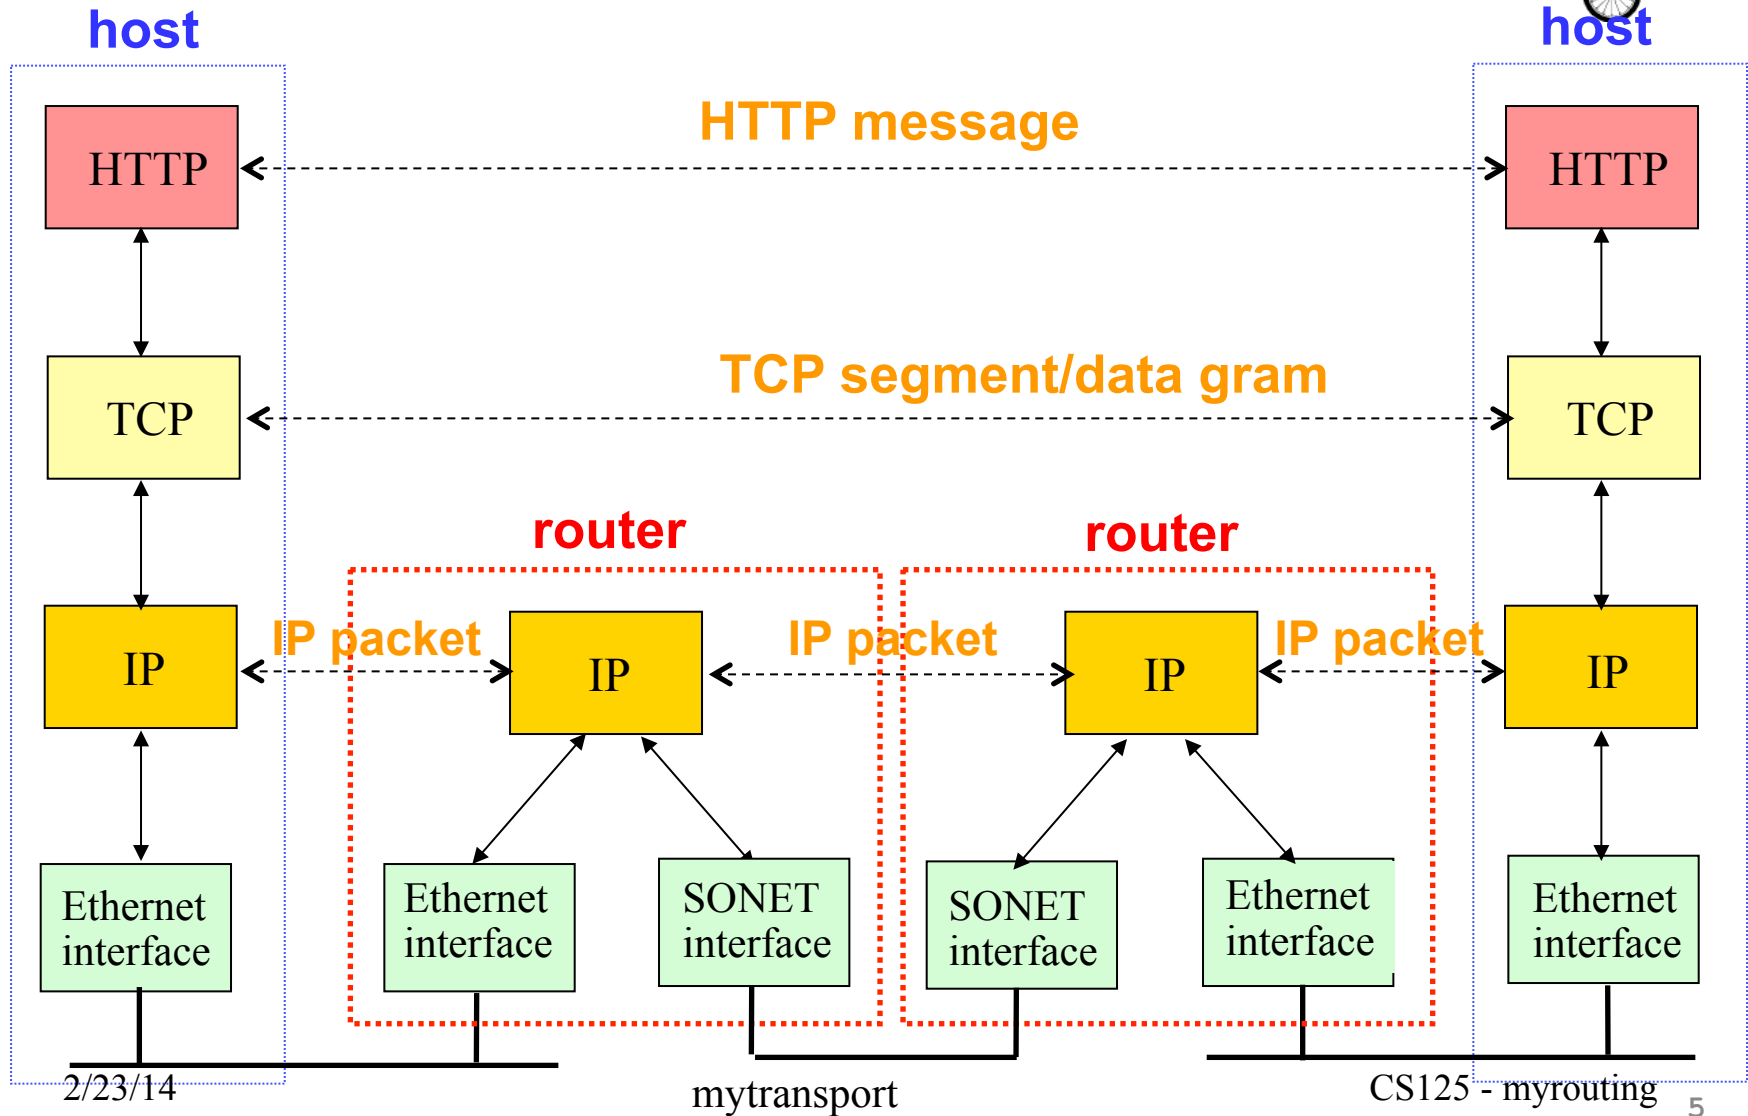 host
host
HTTP
HTTP message
HTTP
TCP
TCP segment/data gram
TCP
router
router
IP
IP packet
IP
IP packet
IP
IP packet
IP
Ethernet
interface
Ethernet
interface
SONET
interface
SONET
interface
Ethernet
interface
Ethernet
interface
2/23/14
mytransport
CS125 - myrouting
5